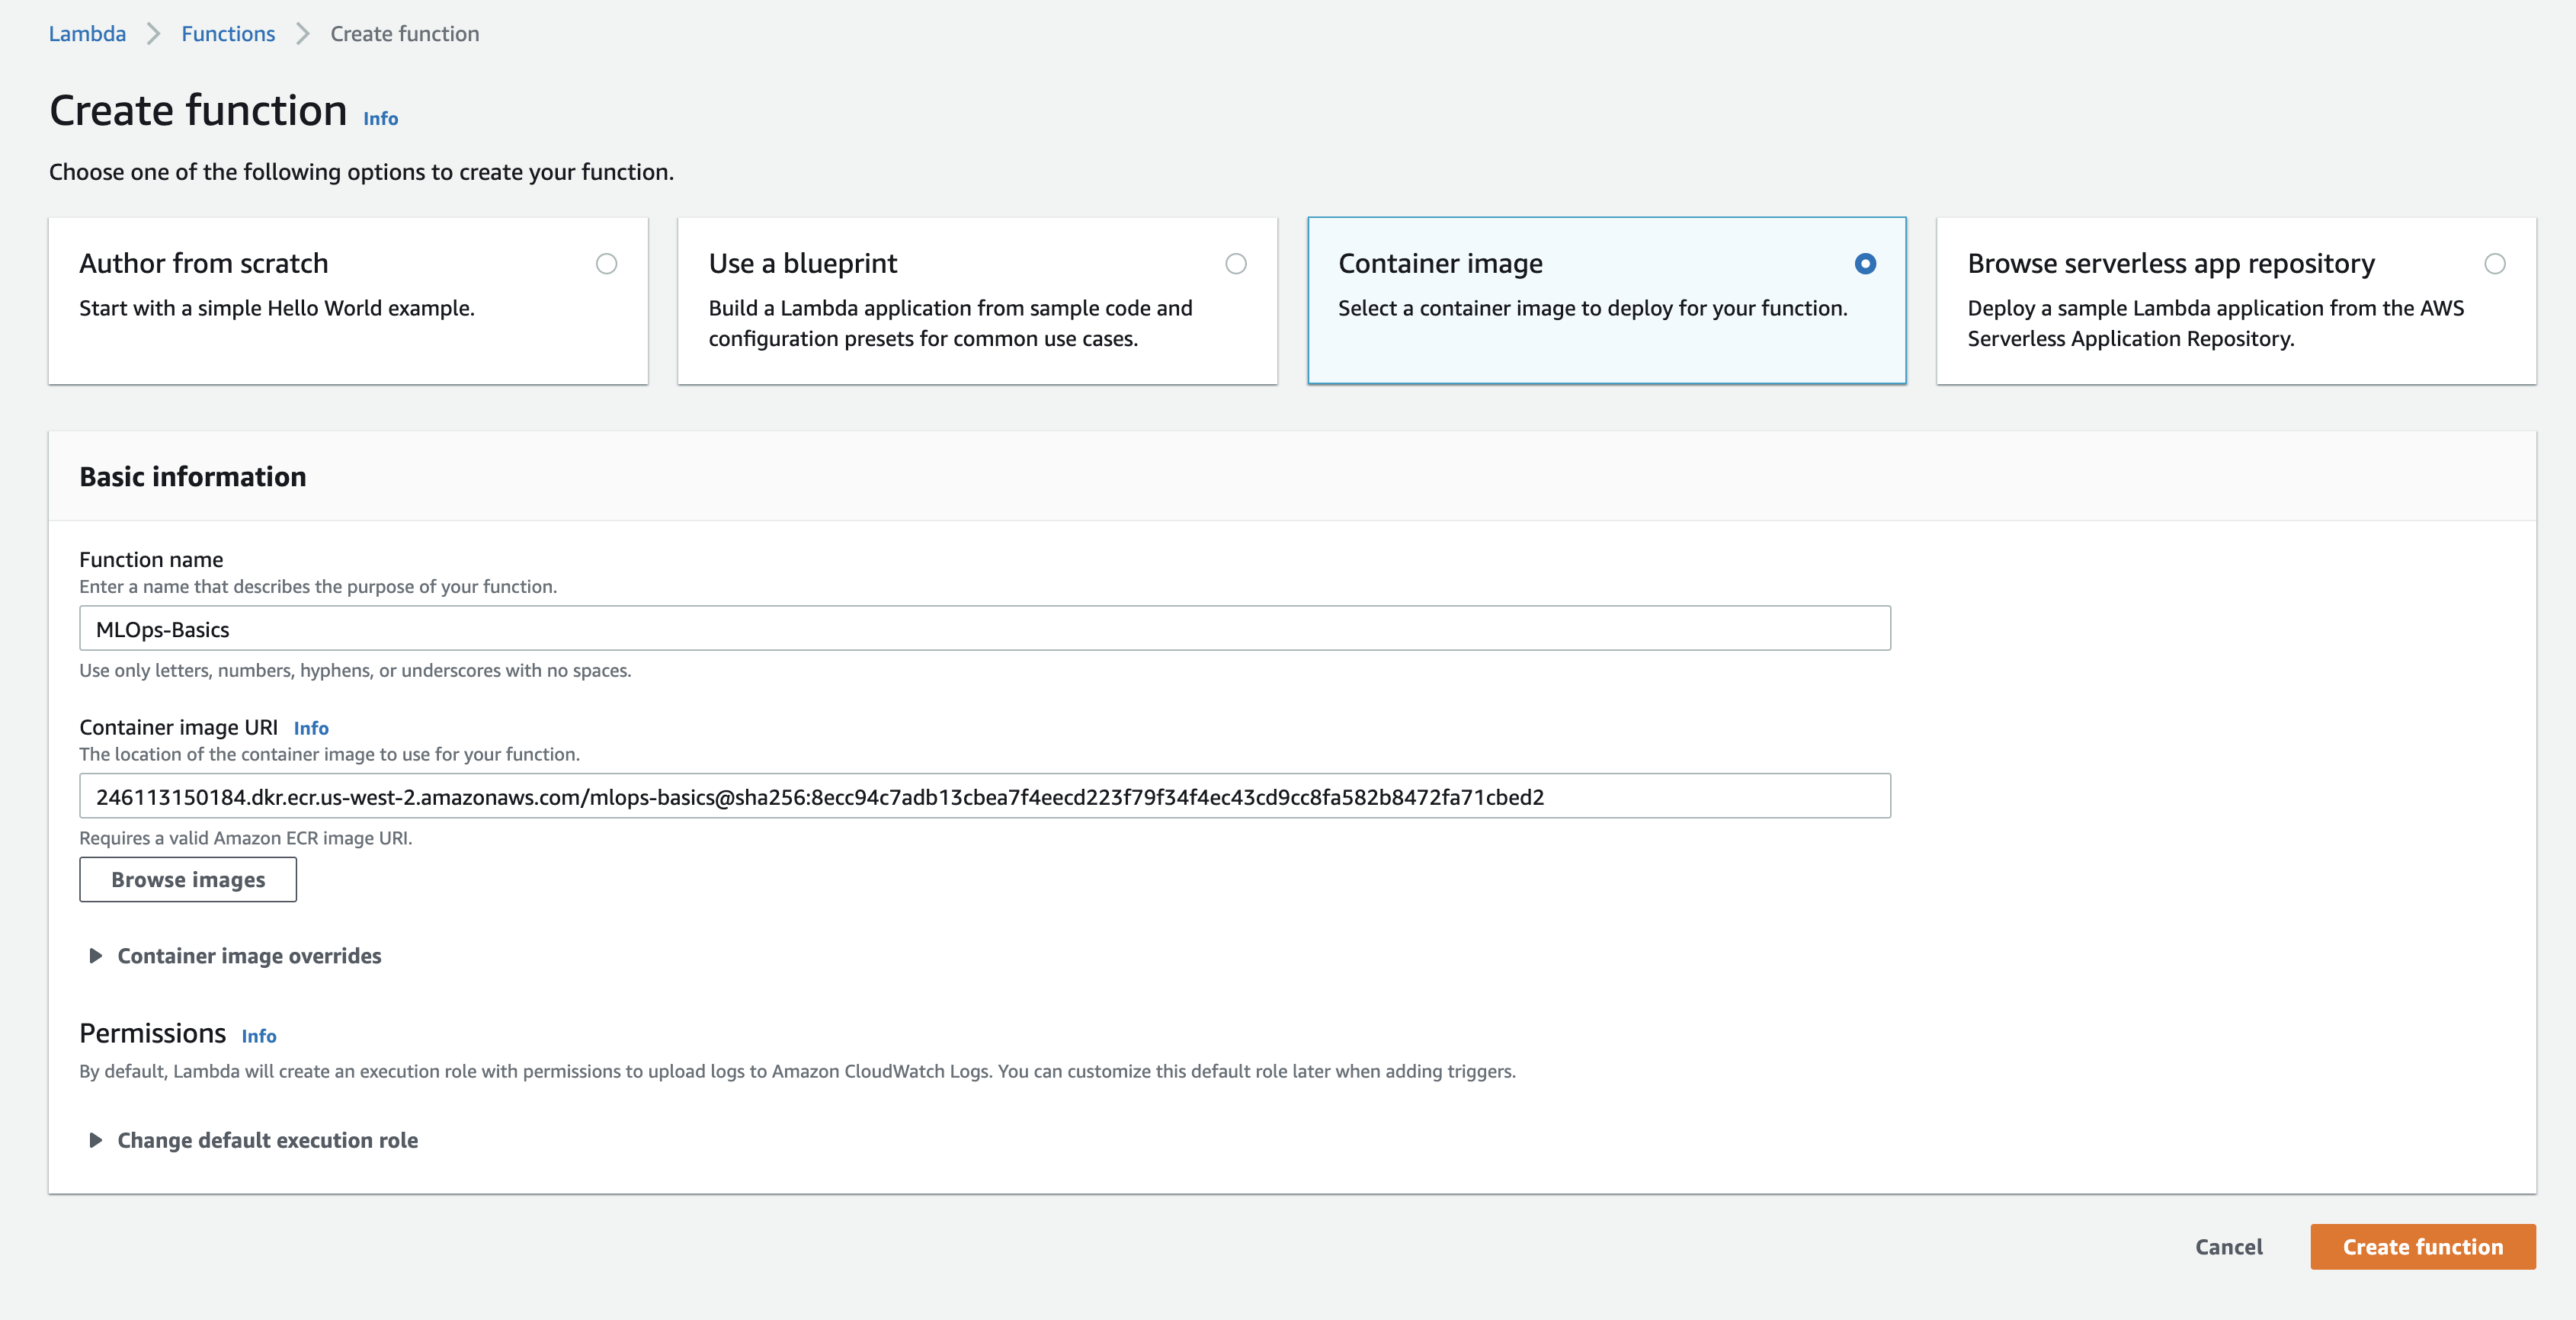 Lambda > Functions > Create function
Create function Info
Choose one of the following options to create your function.
Author from scratch
Start with a simple Hello World example.
Use a blueprint
Build a Lambda application from sample code and
configuration presets for common use cases.
Container image
Select a container image to deploy for your function.
Browse serverless app repository
Deploy a sample Lambda application from the AWS
Serverless Application Repository.
Basic information
Function name
Enter a name that describes the purpose of your function.
MLOps-Basics
Use only letters, numbers, hyphens, or underscores with no spaces.
Container image URI Info
The location of the container image to use for your function.
246113150184.dkr.ecr.us-west-2.amazonaws.com/mlops-basics@sha256:8ecc94c7adb13cbea7f4eecd223f79f34f4ec43cd9cc8fa582b8472fa71cbed2
Requires a valid Amazon ECR image URI.
Browse images
Container image overrides
Permissions Info
By default, Lambda will create an execution role with permissions to upload logs to Amazon CloudWatch Logs. You can customize this default role later when adding triggers.
Change default execution role
Cancel
Create function